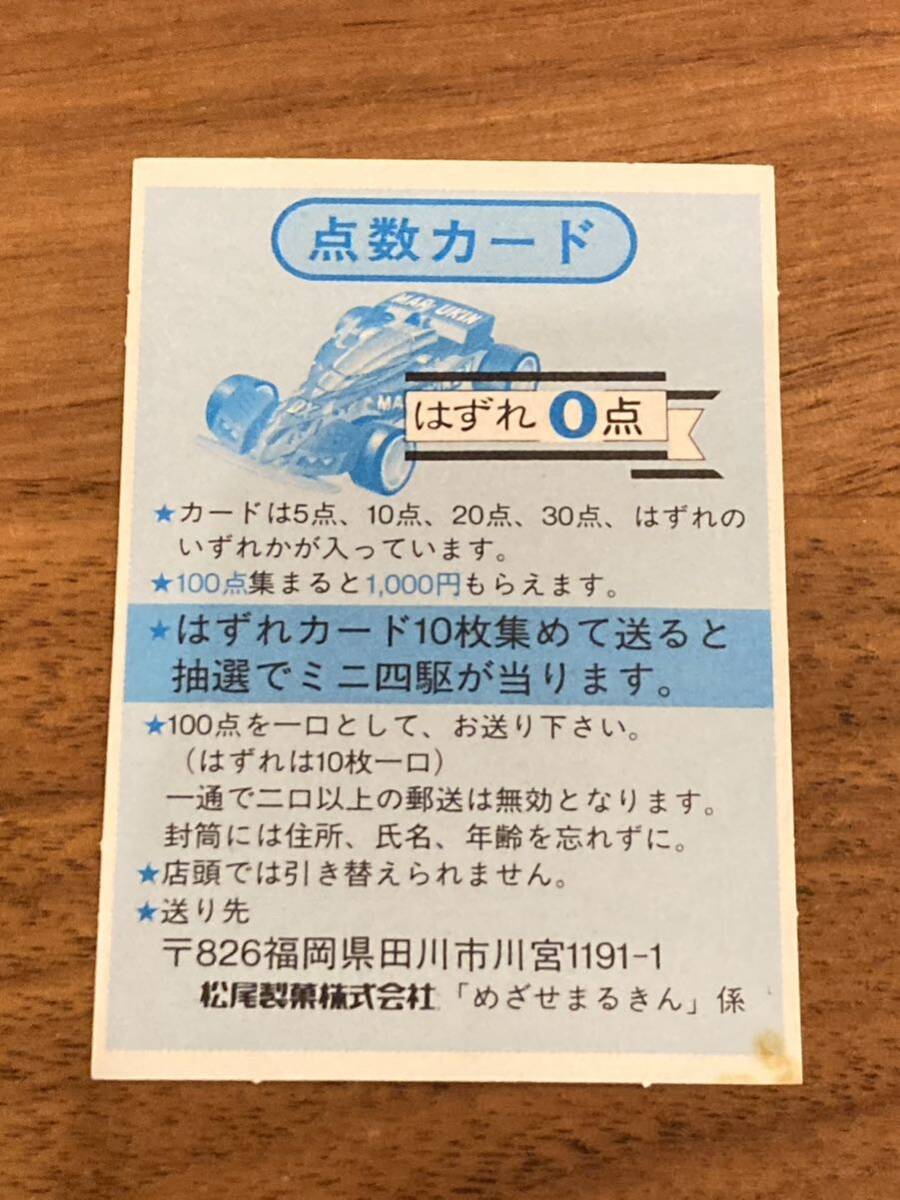 点数カード
MARUKIN
はずれ 0点
★カードは5点、10点、20点、30点、はずれの
いずれかが入っています。
★100点集まると1,000円もらえます。
★はずれカード10枚集めて送ると
抽選でミニ四駆が当ります。
★100点を一口として、お送り下さい。
(はずれは10枚一口)
一通で二口以上の郵送は無効となります。
封筒には住所、氏名、年齢を忘れずに。
★店頭では引き替えられません。
★送り先
〒826福岡県田川市川宮1191-1
松尾製菓株式会社「めざせまるきん」係